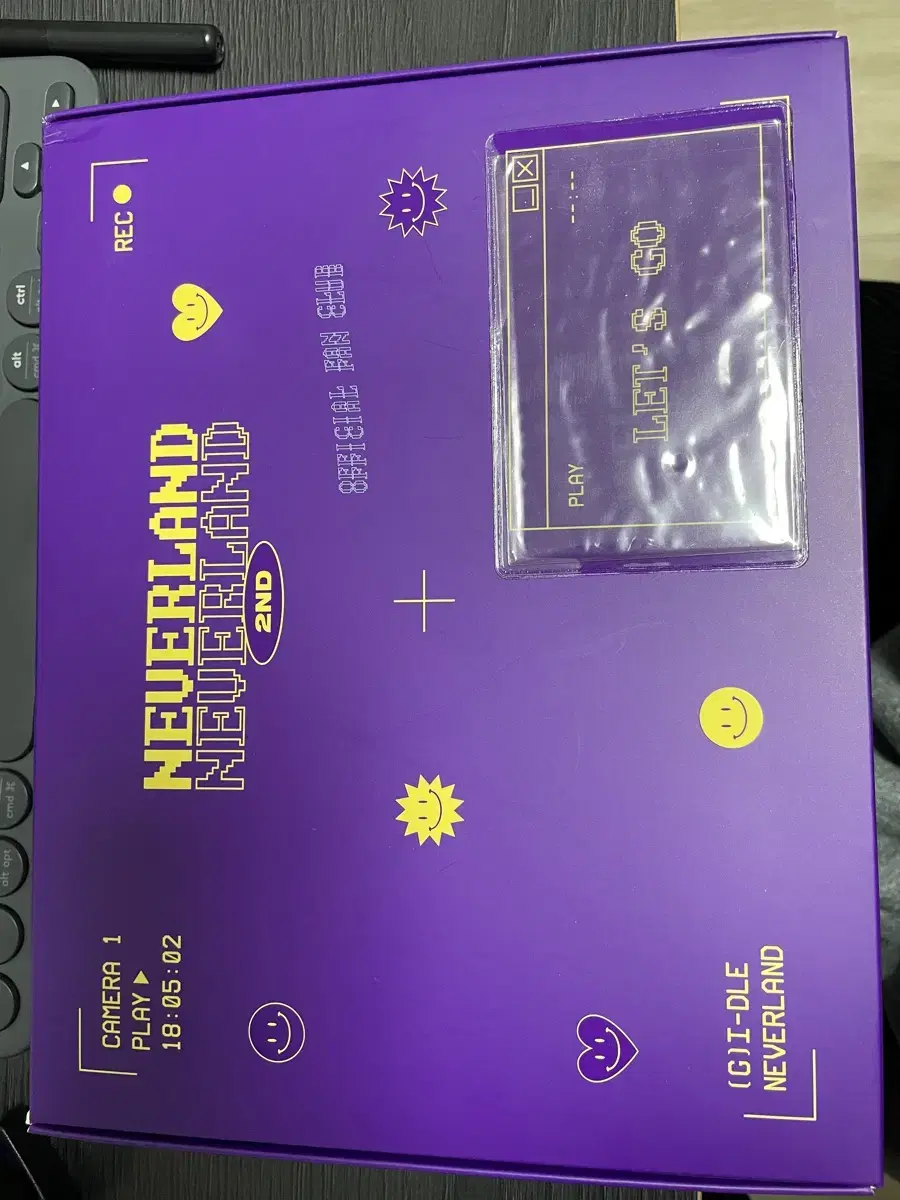 CAMERA 1
PLAY ▶
18:05:02
REC ●
NEVERLAND
NEVERLAND
2ND
OFFICIAL FAN CLUB
PLAY
--:--
LET'S GO
(G)I-DLE
NEVERLAND
ctrl
alt
cmd ⌘
cmd ⌘
alt opt